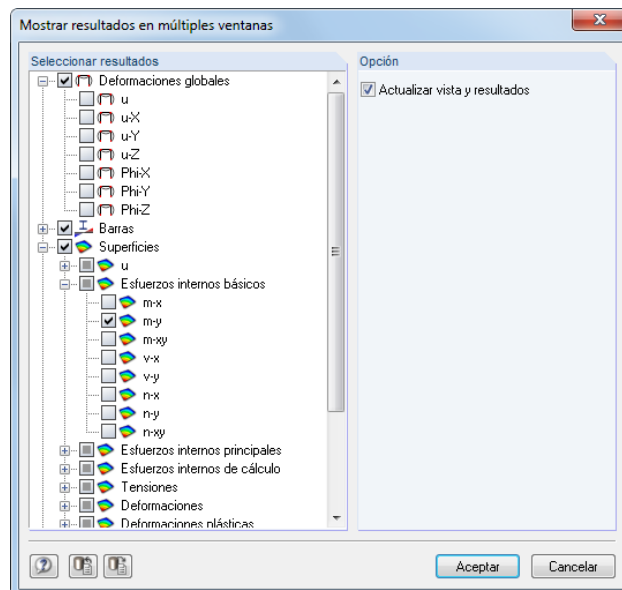 Mostrar resultados en múltiples ventanas
Seleccionar resultados
Deformaciones globales
u
u-X
u-Y
u-Z
Phi-X
Phi-Y
Phi-Z
Barras
Superficies
u
Esfuerzos internos básicos
m-x
m-y
m-xy
v-x
v-y
n-x
n-y
n-xy
Esfuerzos internos principales
Esfuerzos internos de cálculo
Tensiones
Deformaciones
Deformaciones plásticas
Opción
Actualizar vista y resultados
Aceptar
Cancelar